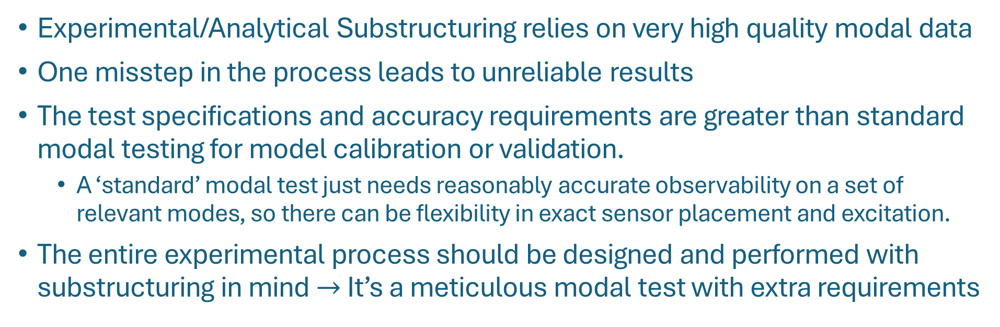 • Experimental/Analytical Substructuring relies on very high quality modal data
• One misstep in the process leads to unreliable results
• The test specifications and accuracy requirements are greater than standard
modal testing for model calibration or validation.
• A ‘standard’ modal test just needs reasonably accurate observability on a set of
relevant modes, so there can be flexibility in exact sensor placement and excitation.
• The entire experimental process should be designed and performed with
substructuring in mind → It’s a meticulous modal test with extra requirements